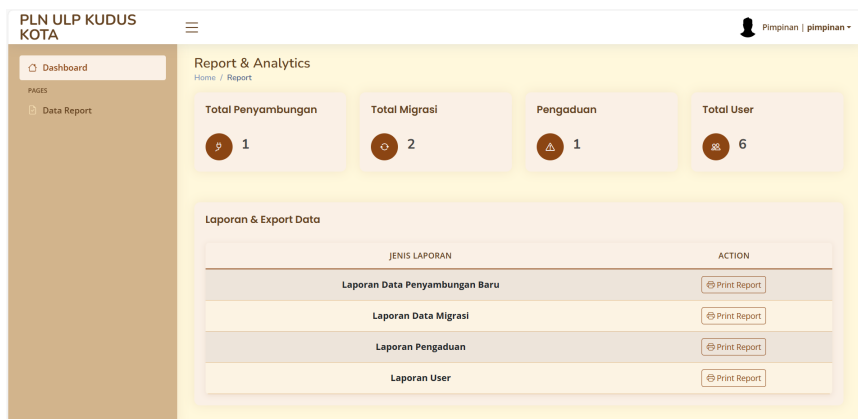 PLN ULP KUDUS
KOTA
Pimpinan | pimpinan
Dashboard
PAGES
Data Report
Report & Analytics
Home / Report
Total Penyambungan
1
Total Migrasi
2
Pengaduan
1
Total User
6
Laporan & Export Data
JENIS LAPORAN ACTION
Laporan Data Penyambungan Baru Print Report
Laporan Data Migrasi Print Report
Laporan Pengaduan Print Report
Laporan User Print Report